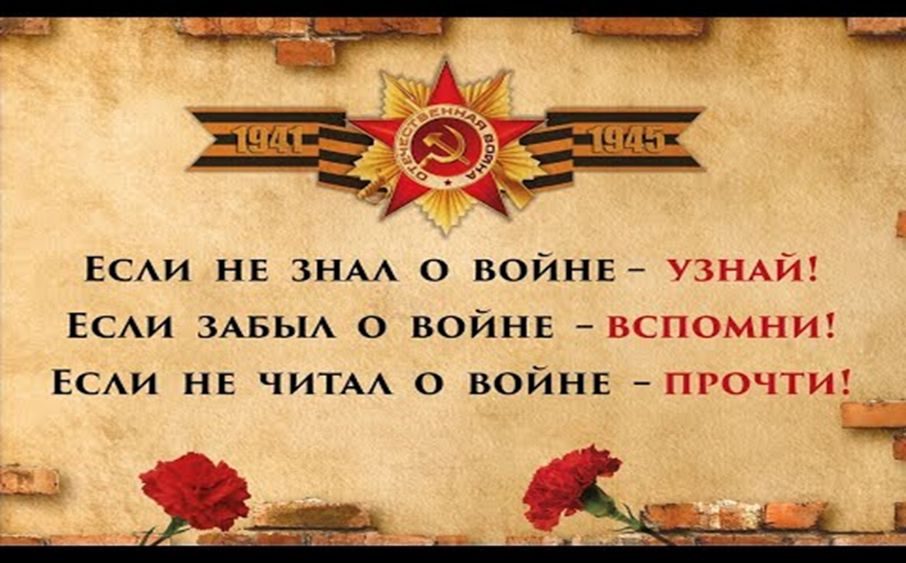 1941 1945
ОТЕЧЕСТВЕННАЯ ВОЙНА
Если не знал о войне – УЗНАЙ!
Если забыл о войне – ВСПОМНИ!
Если не читал о войне – ПРОЧТИ!